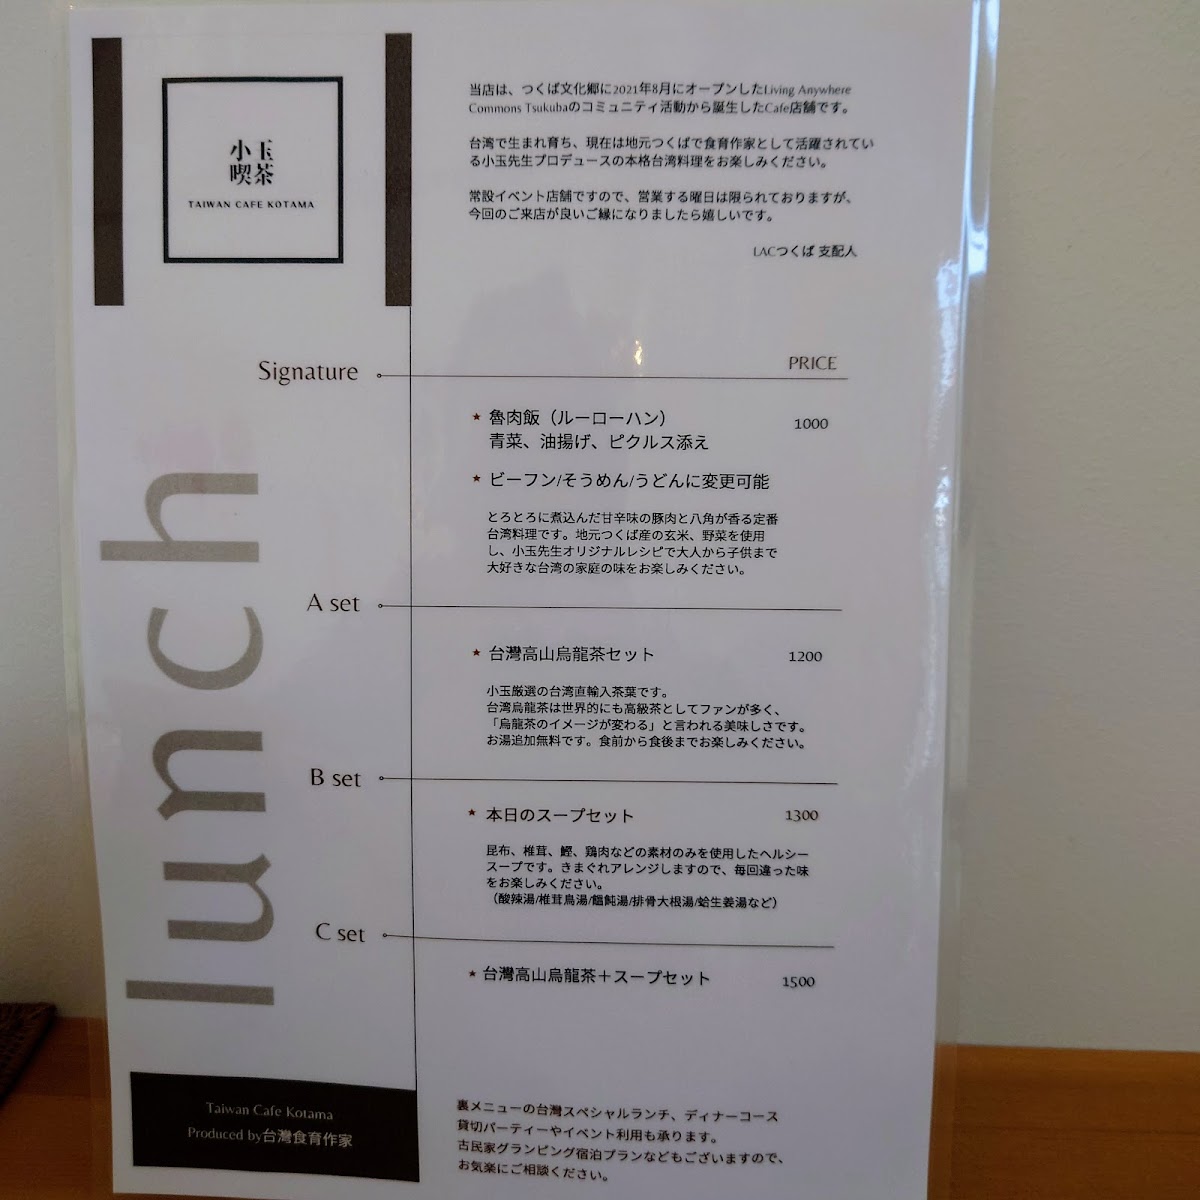 小玉
喫茶
TAIWAN CAFE KOTAMA
当店は、つくば文化郷に2021年8月にオープンしたLiving Anywhere
Commons Tsukubaのコミュニティ活動から誕生したCafe店舗です。
台湾で生まれ育ち、現在は地元つくばで食育作家として活躍されてい
る小玉先生プロデュースの本格台湾料理をお楽しみください。
常設イベント店舗ですので、営業する曜日は限られておりますが、
今回のご来店が良いご縁になりましたら嬉しいです。
LACつくば 支配人
lunch
Signature
PRICE
★ 魯肉飯（ルーローハン） 1000
青菜、油揚げ、ピクルス添え
★ ビーフン/そうめん/うどんに変更可能
とろとろに煮込んだ甘辛味の豚肉と八角が香る定番
台湾料理です。地元つくば産の玄米、野菜を使用
し、小玉先生オリジナルレシピで大人から子供まで
大好きな台湾の家庭の味をお楽しみください。
A set
★ 台灣高山烏龍茶セット 1200
小玉厳選の台湾直輸入茶葉です。
台湾烏龍茶は世界的にも高級茶としてファンが多く、
「烏龍茶のイメージが変わる」と言われる美味しさです。
お湯追加無料です。食前から食後までお楽しみください。
B set
★ 本日のスープセット 1300
昆布、椎茸、鰹、鶏肉などの素材のみを使用したヘルシー
スープです。きまぐれアレンジしますので、毎回違った味
をお楽しみください。
（酸辣湯/椎茸鳥湯/饂飩湯/排骨大根湯/蛤生姜湯など）
C set
★ 台灣高山烏龍茶＋スープセット 1500
Taiwan Cafe Kotama
Produced by台灣食育作家
裏メニューの台灣スペシャルランチ、ディナーコース
貸切パーティーやイベント利用も承ります。
古民家グランピング宿泊プランなどもございますので、
お気楽にご相談ください。